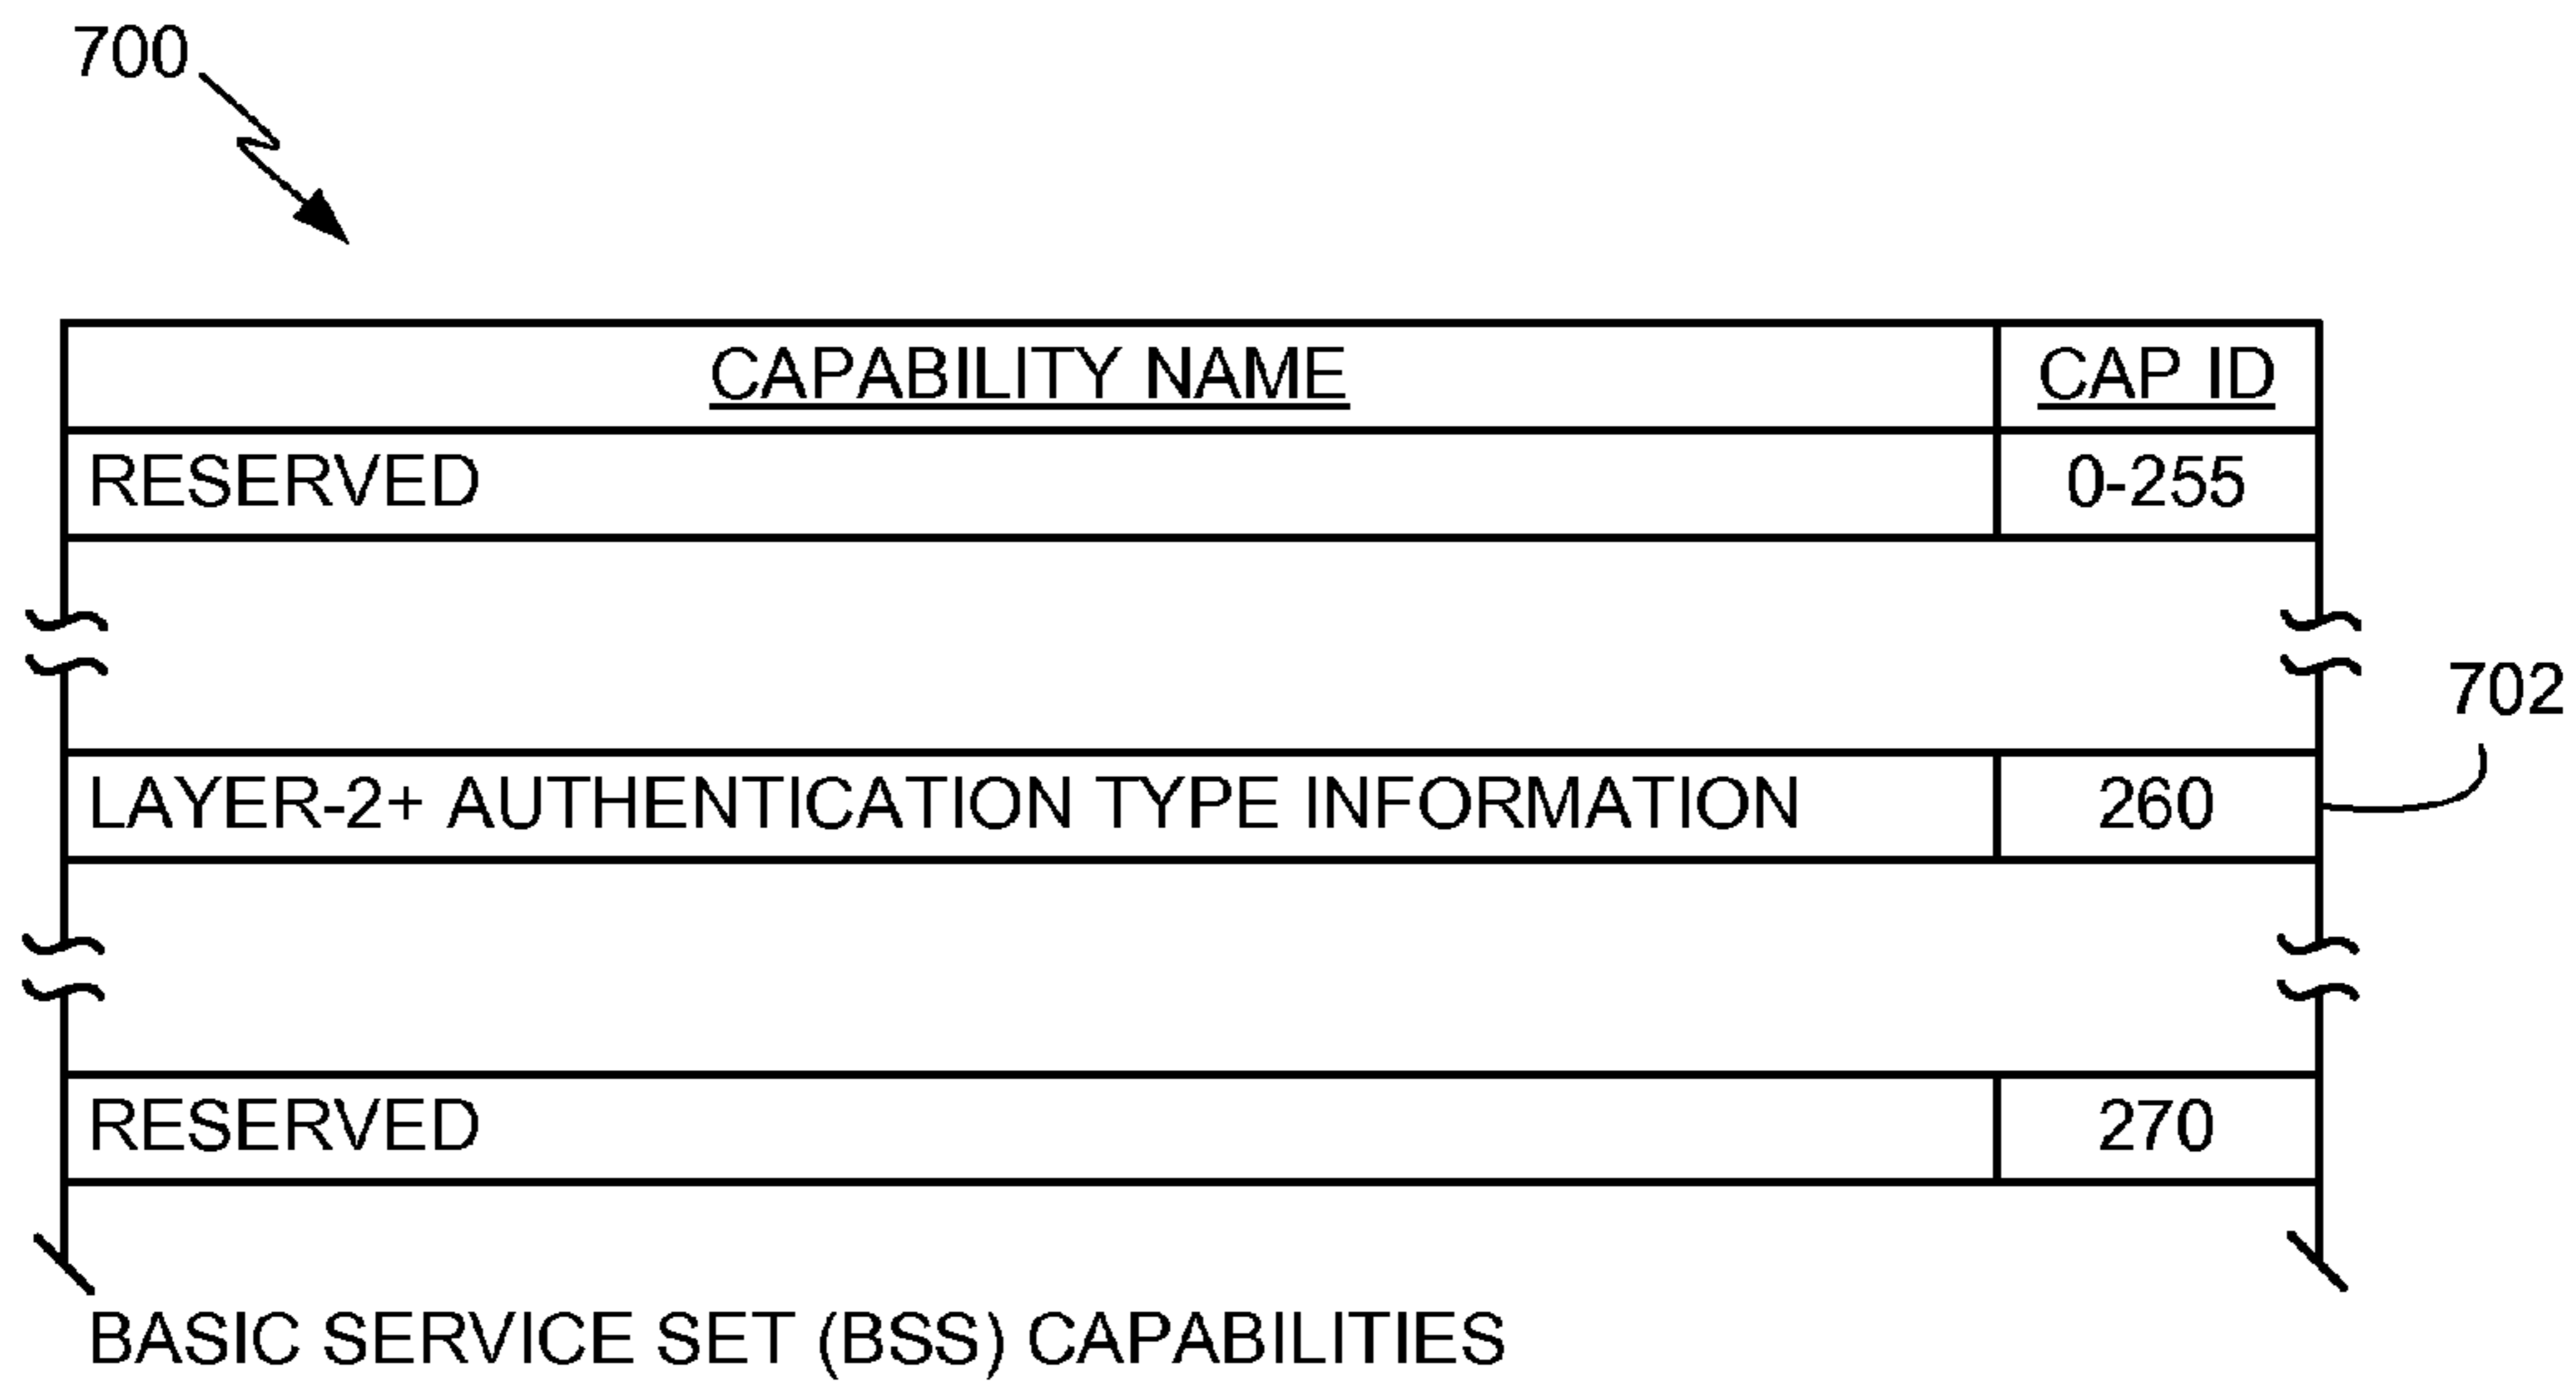 700
CAPABILITY NAME CAP ID
RESERVED 0-255
702
LAYER-2+ AUTHENTICATION TYPE INFORMATION 260
RESERVED 270
BASIC SERVICE SET (BSS) CAPABILITIES